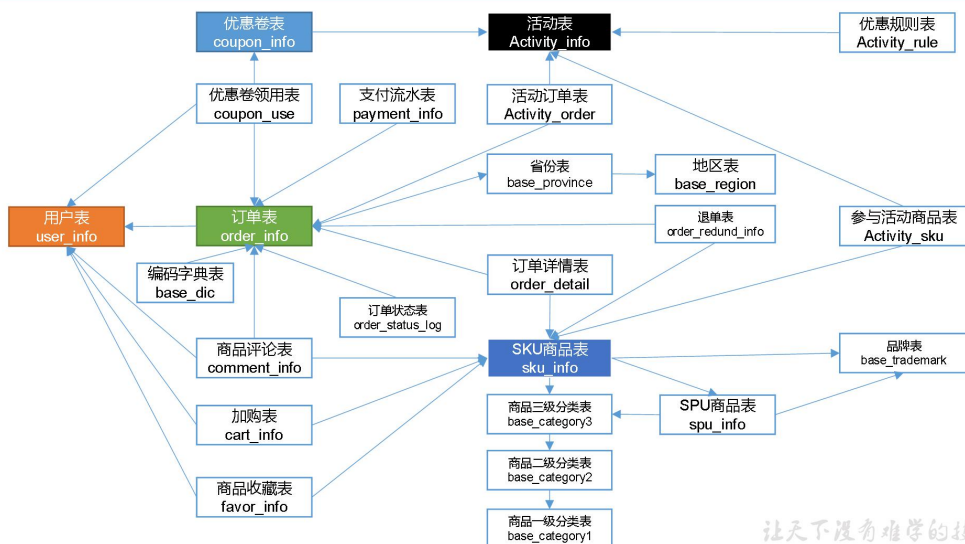 优惠卷表
coupon_info
活动表
Activity_info
优惠规则表
Activity_rule
优惠卷领用表
coupon_use
支付流水表
payment_info
活动订单表
Activity_order
省份表
base_province
地区表
base_region
用户表
user_info
订单表
order_info
退单表
order_redund_info
参与活动商品表
Activity_sku
编码字典表
base_dic
订单详情表
order_detail
订单状态表
order_status_log
商品评论表
comment_info
SKU商品表
sku_info
品牌表
base_trademark
加购表
cart_info
商品三级分类表
base_category3
SPU商品表
spu_info
商品二级分类表
base_category2
商品收藏表
favor_info
商品一级分类表
base_category1
让天下没有难学的技